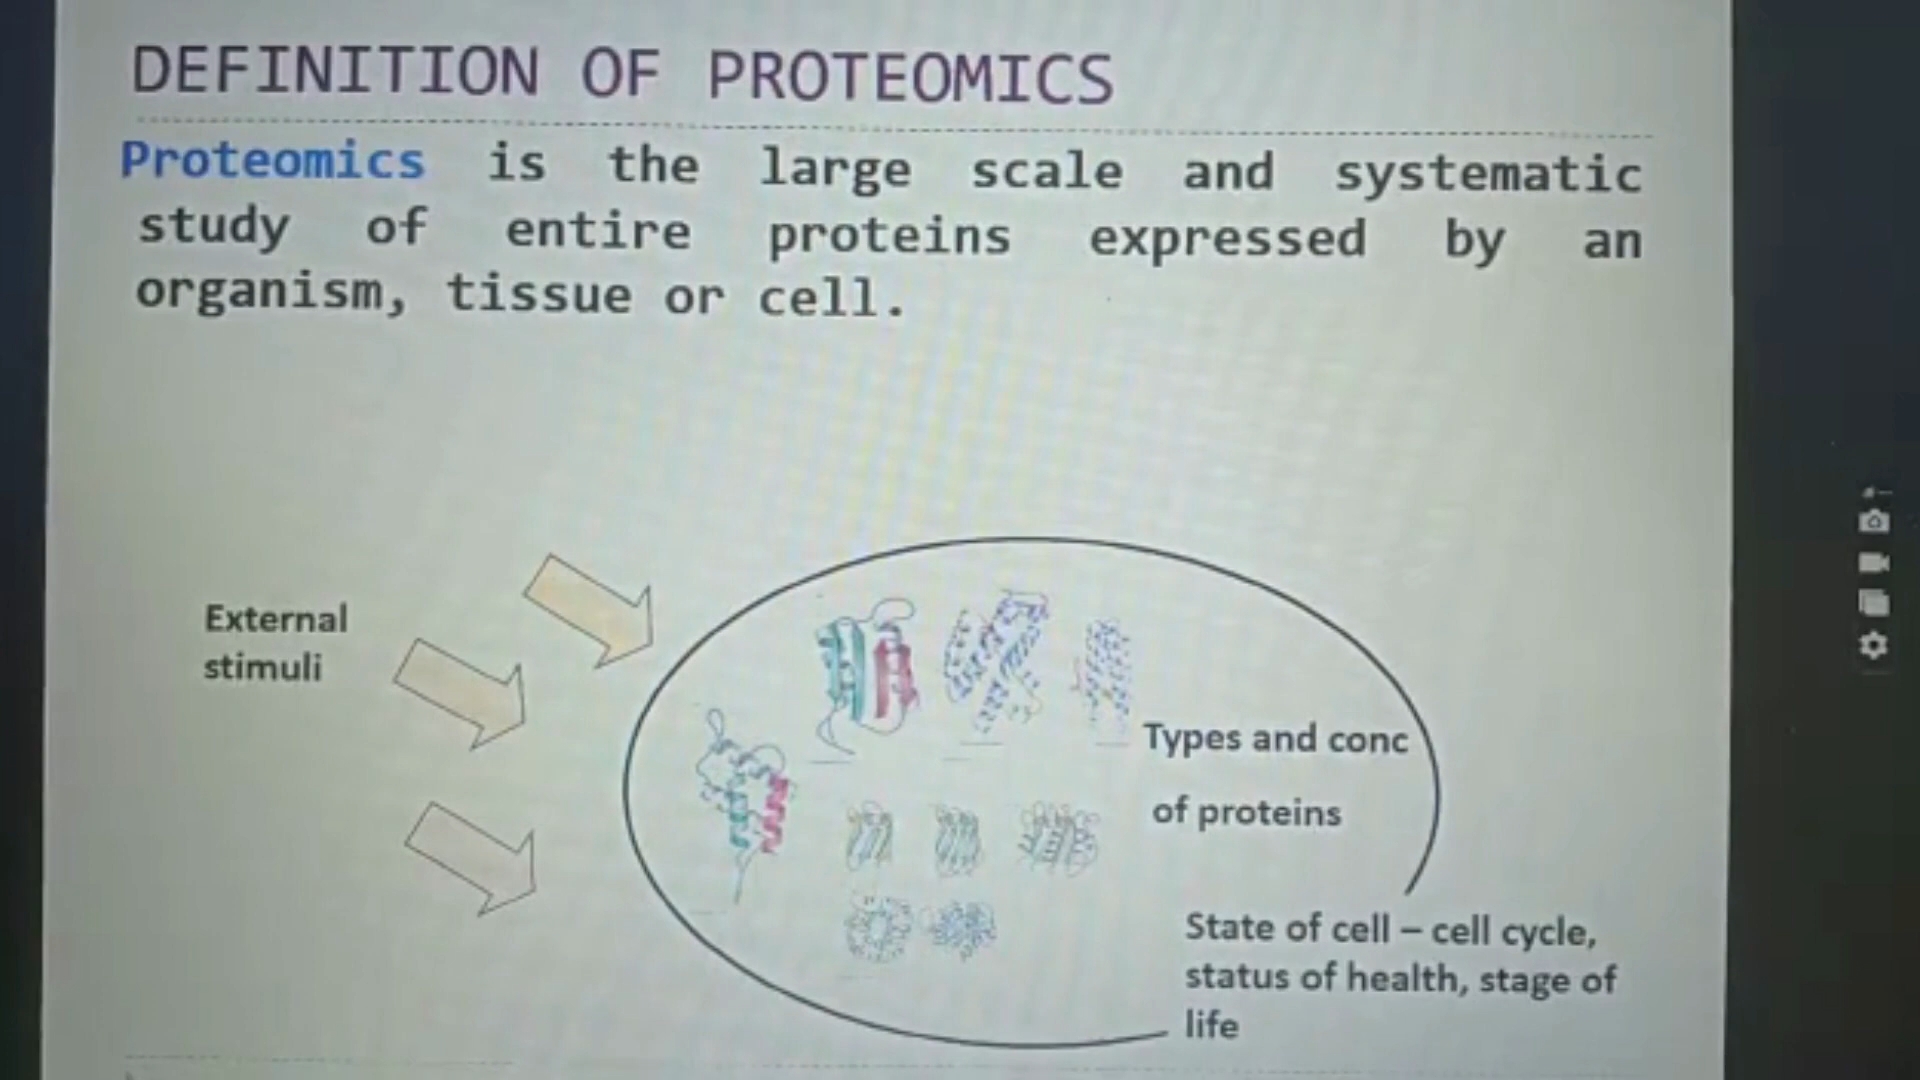 DEFINITION OF PROTEOMICS
Proteomics is the large scale and systematic
study of entire proteins expressed by an
organism, tissue or cell.
External
stimuli
Types and conc
of proteins
State of cell – cell cycle,
status of health, stage of
life